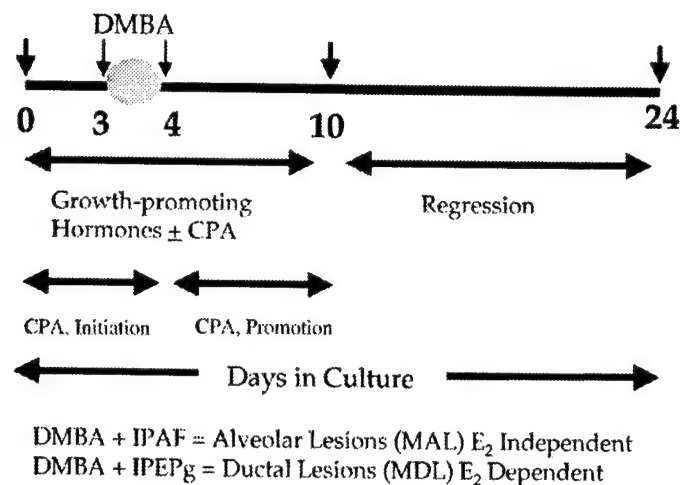 DMBA
0 3 4 10 24
Growth-promoting Regression
Hormones ± CPA
CPA, Initiation CPA, Promotion
Days in Culture
DMBA + IPAF = Alveolar Lesions (MAL) E₂ Independent
DMBA + IPEPg = Ductal Lesions (MDL) E₂ Dependent